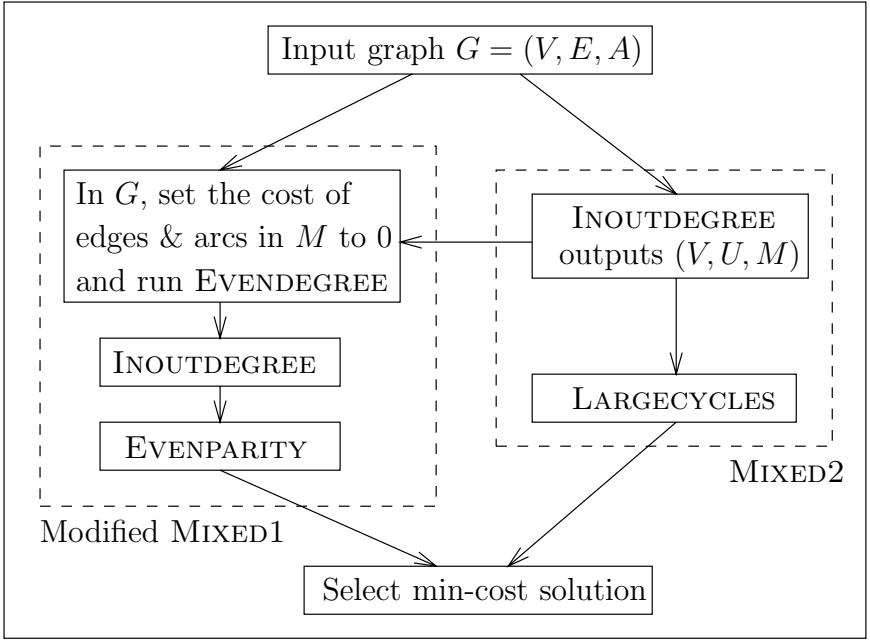 Input graph G = (V, E, A)
In G, set the cost of
edges & arcs in M to 0
and run EVENDEGREE
INOUTDEGREE
EVENPARITY
Modified MIXED1
INOUTDEGREE
outputs (V, U, M)
LARGECYCLES
MIXED2
Select min-cost solution